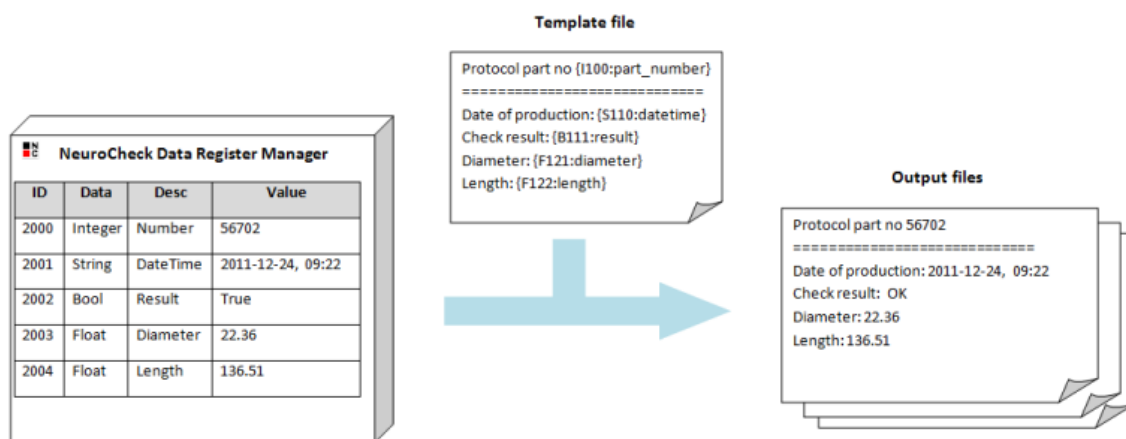 Template file
Protocol part no {I100:part_number}
==============================
Date of production: {S110:datetime}
Check result: {B111:result}
Diameter: {F121:diameter}
Length: {F122:length}
N
C
NeuroCheck Data Register Manager
ID Data Desc Value
2000 Integer Number 56702
2001 String DateTime 2011-12-24, 09:22
2002 Bool Result True
2003 Float Diameter 22.36
2004 Float Length 136.51
Output files
Protocol part no 56702
==============================
Date of production: 2011-12-24, 09:22
Check result: OK
Diameter: 22.36
Length: 136.51